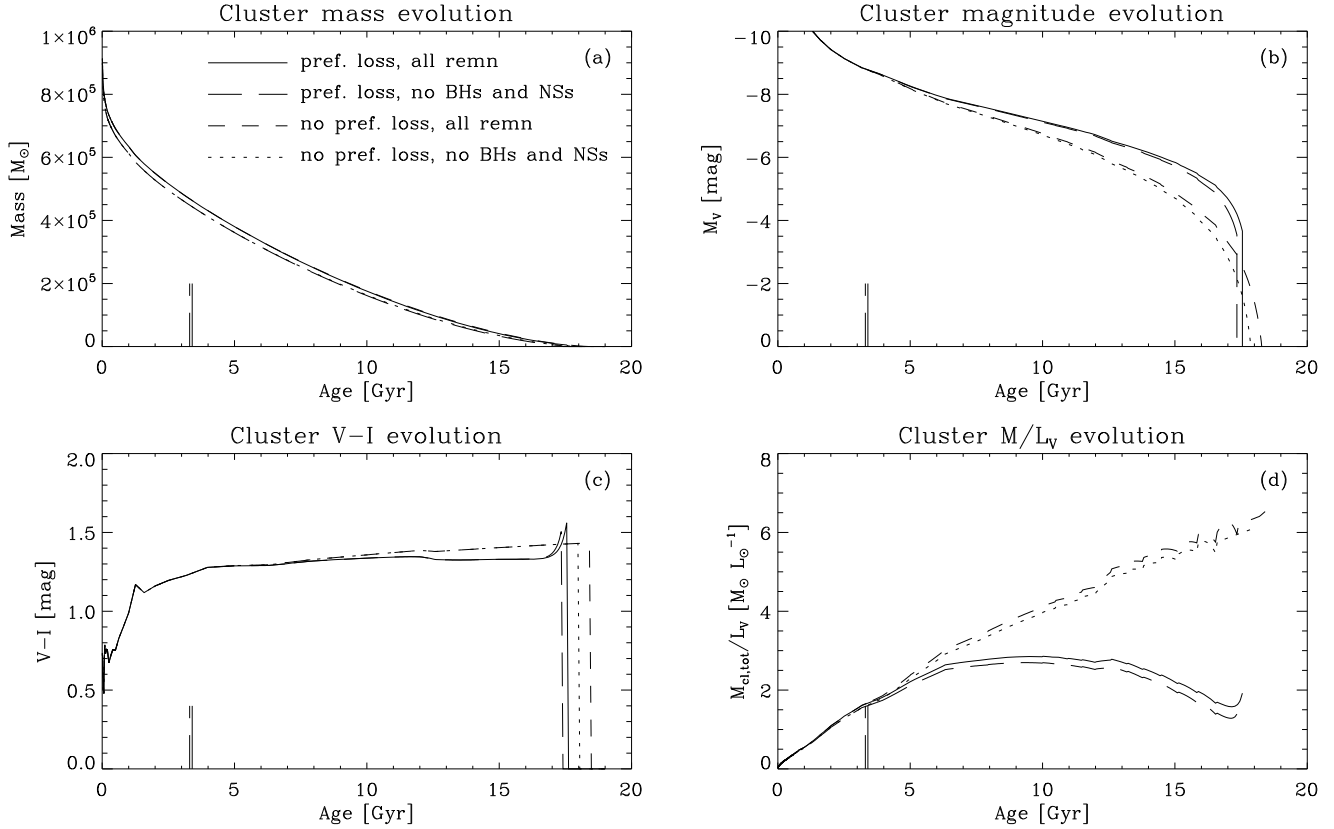 Cluster mass evolution
1×10⁶
8×10⁵
6×10⁵
4×10⁵
2×10⁵
0
Mass [M⊙]
(a)
pref. loss, all remn
pref. loss, no BHs and NSs
no pref. loss, all remn
no pref. loss, no BHs and NSs
0 5 10 15 20
Age [Gyr]
Cluster magnitude evolution
−10
−8
−6
−4
−2
0
M_V [mag]
(b)
0 5 10 15 20
Age [Gyr]
Cluster V−I evolution
2.0
1.5
1.0
0.5
0.0
V−I [mag]
(c)
0 5 10 15 20
Age [Gyr]
Cluster M/L_V evolution
8
6
4
2
0
M_cl,tot/L_V [M⊙ L⊙⁻¹]
(d)
0 5 10 15 20
Age [Gyr]